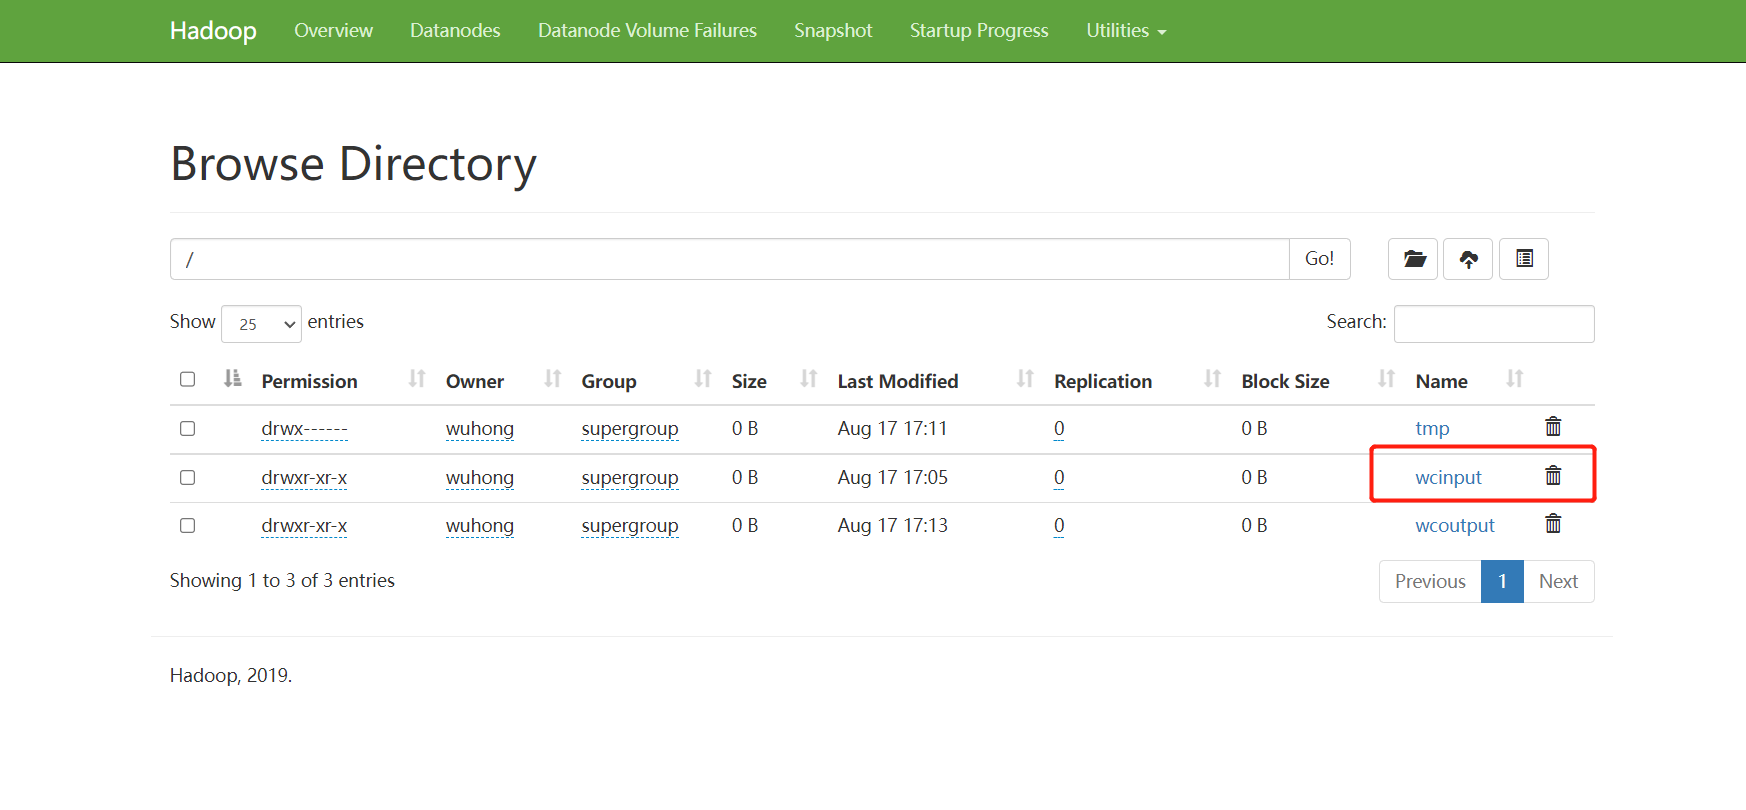 Hadoop Overview Datanodes Datanode Volume Failures Snapshot Startup Progress Utilities
Browse Directory
/ Go!
Show 25 entries Search:
Permission Owner Group Size Last Modified Replication Block Size Name
drwx------ wuhong supergroup 0 B Aug 17 17:11 0 0 B tmp
drwxr-xr-x wuhong supergroup 0 B Aug 17 17:05 0 0 B wcinput
drwxr-xr-x wuhong supergroup 0 B Aug 17 17:13 0 0 B wcoutput
Showing 1 to 3 of 3 entries Previous 1 Next
Hadoop, 2019.